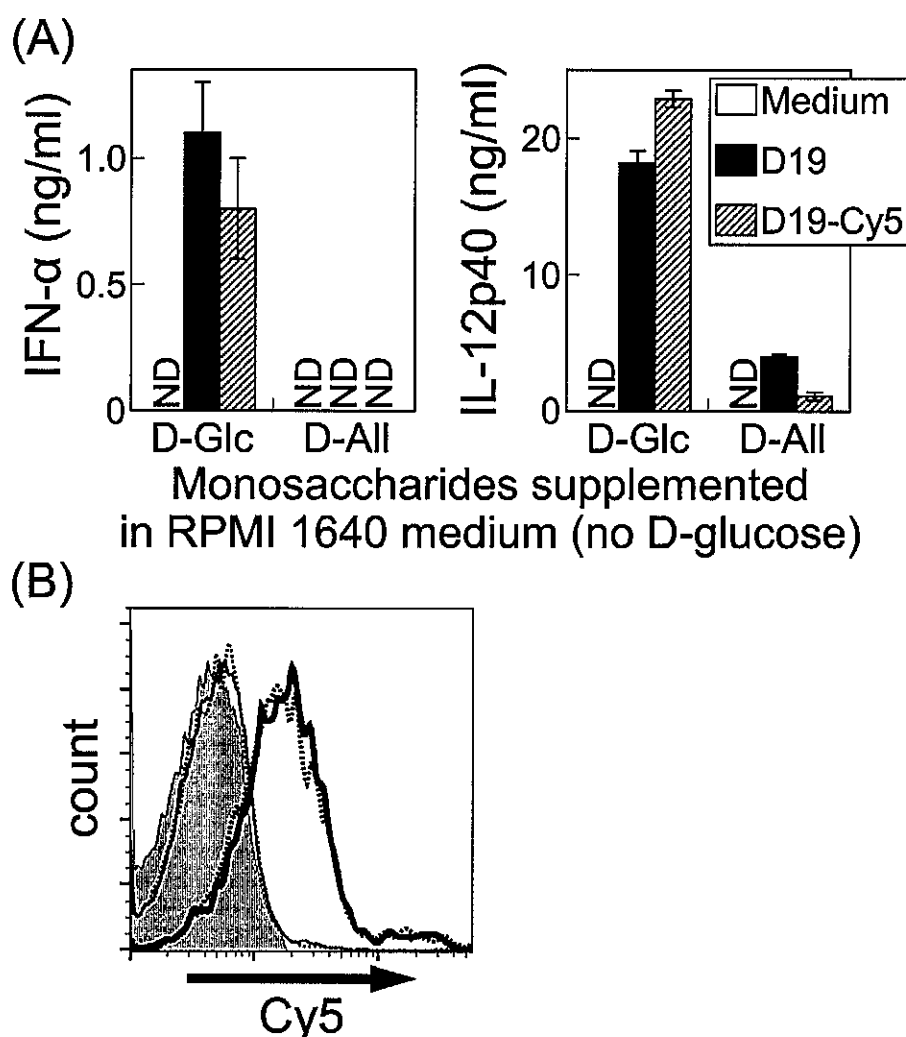 (A)
IFN-α (ng/ml)
1.0
0.5
0
ND
ND
ND
ND
D-Glc
D-All
IL-12p40 (ng/ml)
20
10
0
ND
ND
D-Glc
D-All
Medium
D19
D19-Cy5
Monosaccharides supplemented
in RPMI 1640 medium (no D-glucose)
(B)
count
Cy5